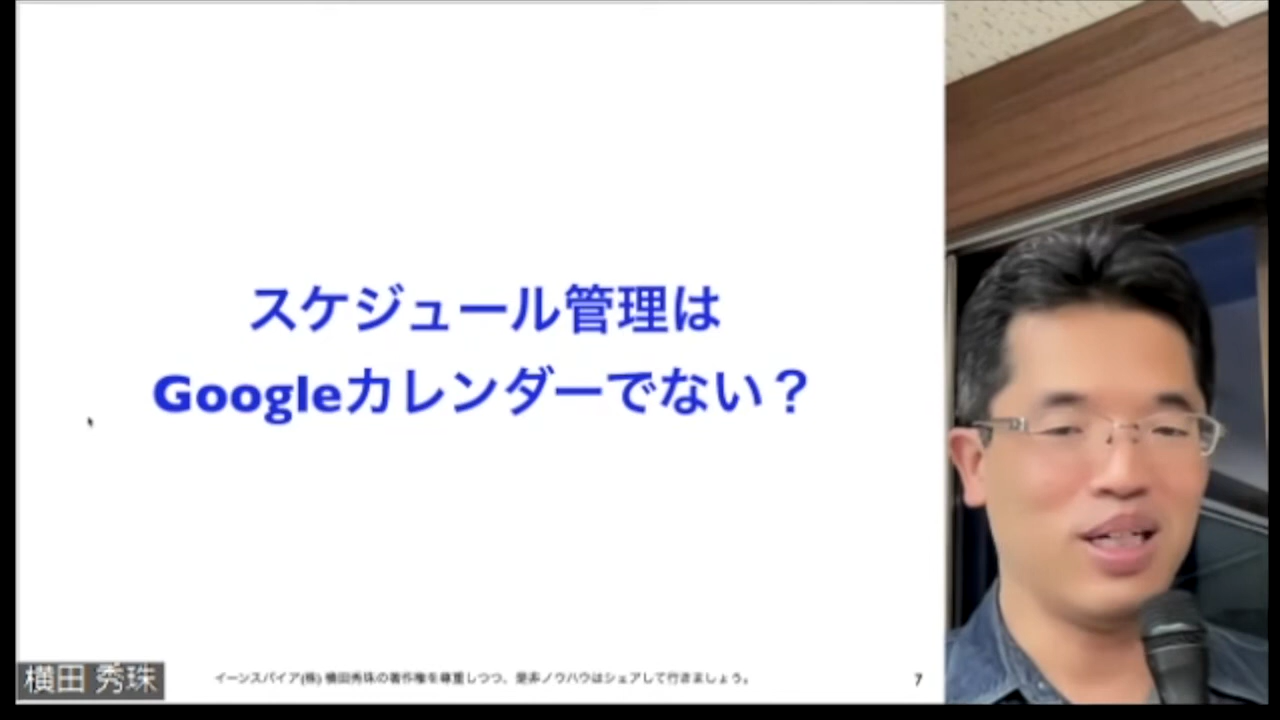 スケジュール管理は
Googleカレンダーでない？
横田 秀珠
イーンスパイア(株) 横田秀珠の著作権を尊重しつつ、是非ノウハウはシェアして行きましょう。
7